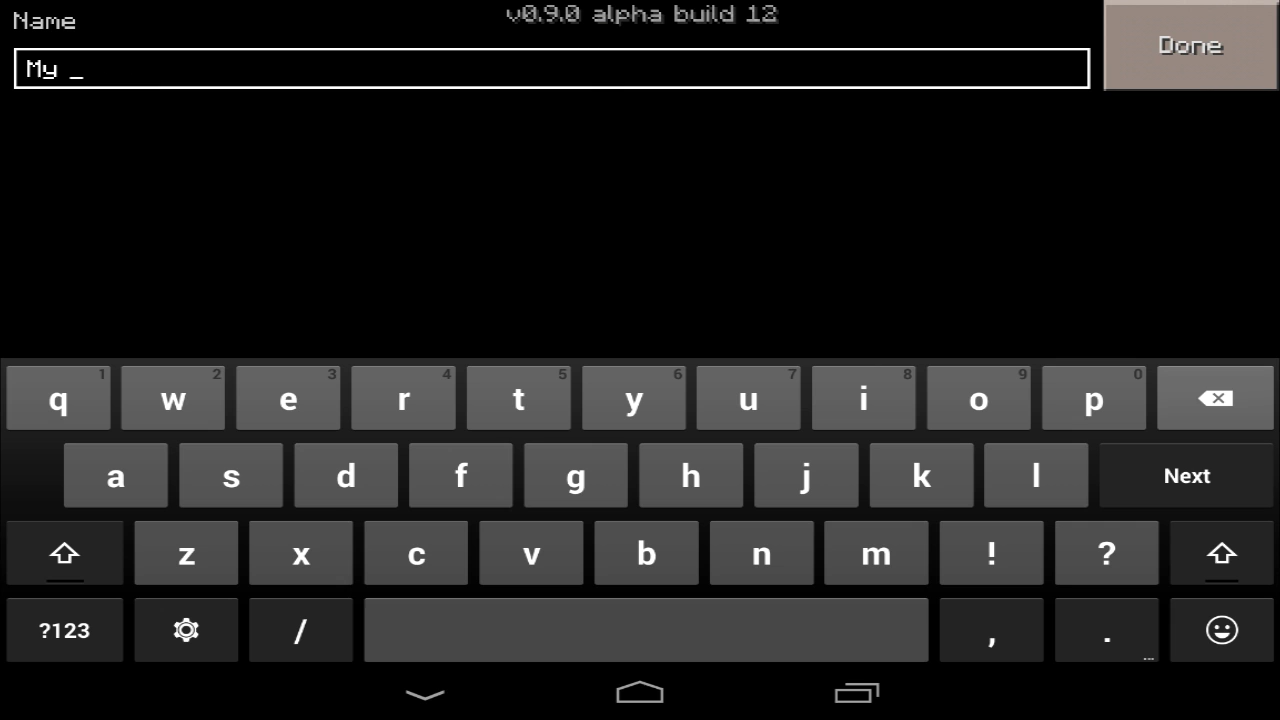 v0.9.0 alpha build 12
Name
Done
My _
1 2 3 4 5 6 7 8 9 0
q w e r t y u i o p
a s d f g h j k l Next
z x c v b n m ! ?
?123 / , . ...